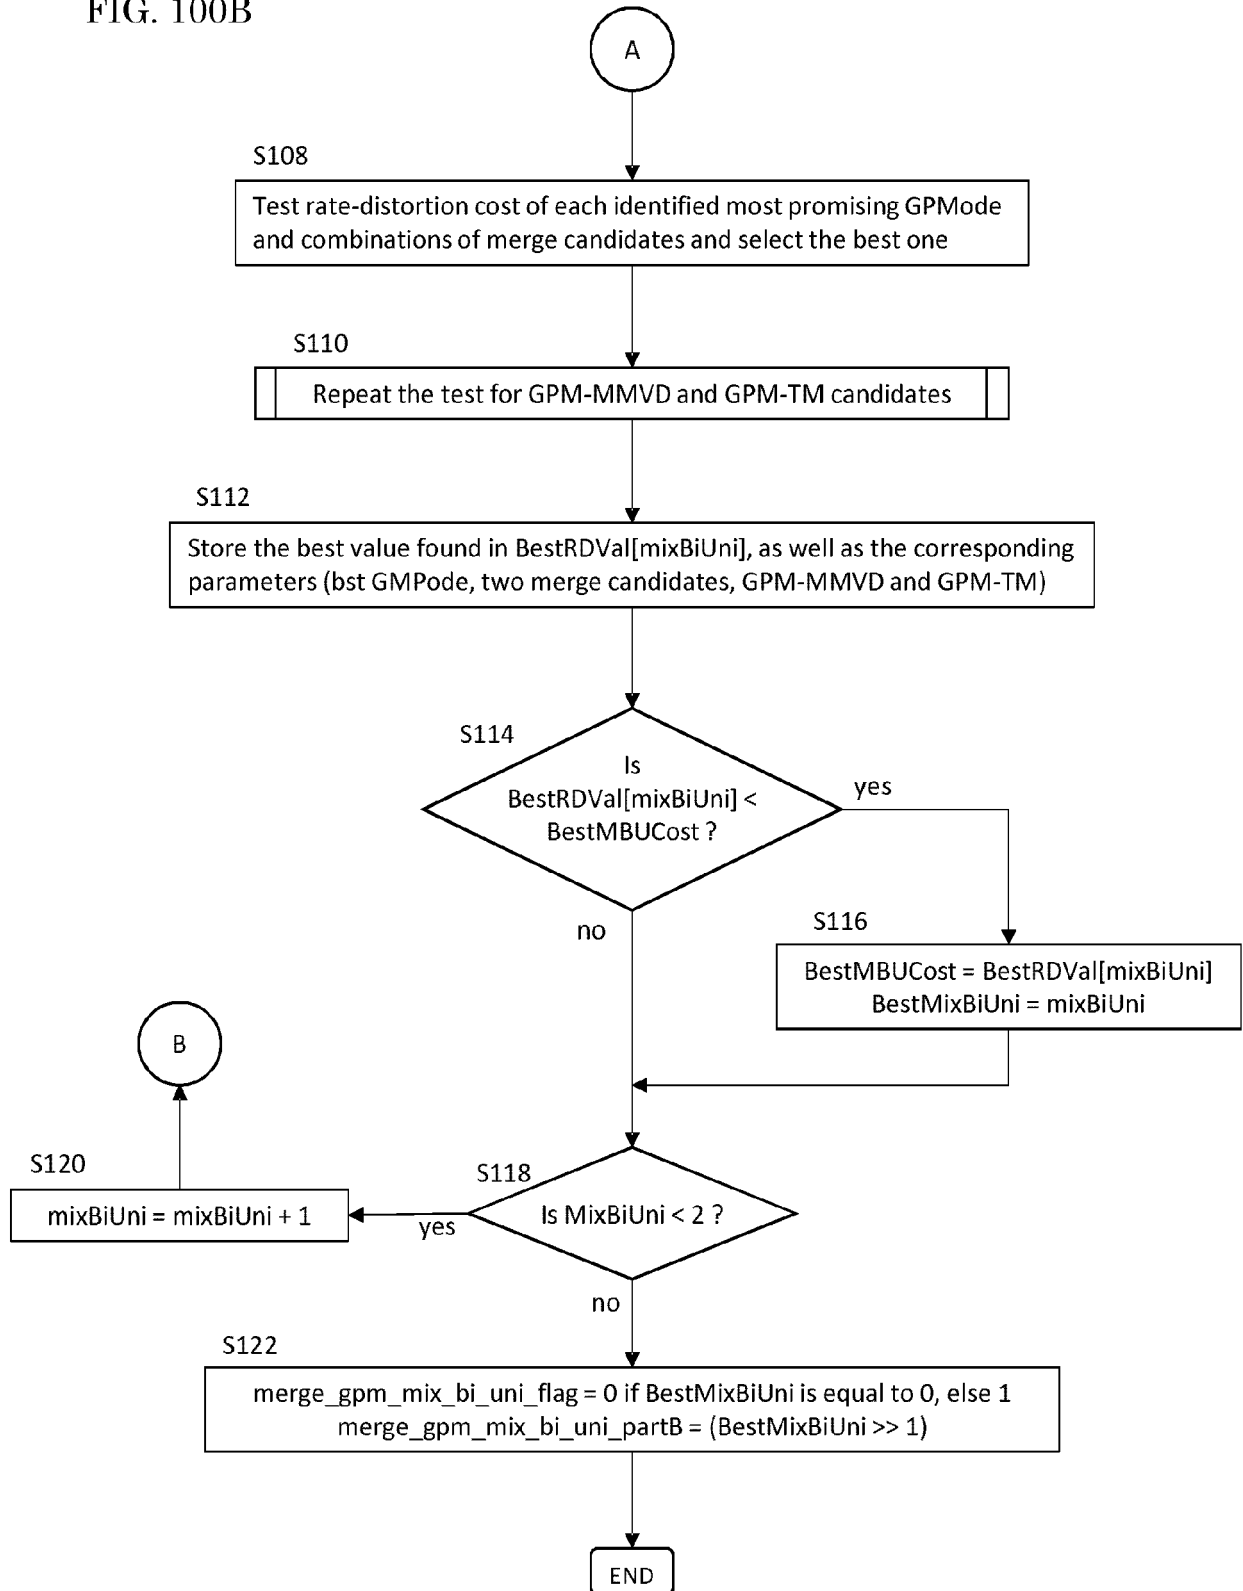 FIG. 100B
A
S108
Test rate-distortion cost of each identified most promising GPMode
and combinations of merge candidates and select the best one
S110
Repeat the test for GPM-MMVD and GPM-TM candidates
S112
Store the best value found in BestRDVal[mixBiUni], as well as the corresponding
parameters (bst GMPode, two merge candidates, GPM-MMVD and GPM-TM)
S114
Is
BestRDVal[mixBiUni] <
BestMBUCost ?
yes
no
S116
BestMBUCost = BestRDVal[mixBiUni]
BestMixBiUni = mixBiUni
B
S120
mixBiUni = mixBiUni + 1
S118
Is MixBiUni < 2 ?
yes
no
S122
merge_gpm_mix_bi_uni_flag = 0 if BestMixBiUni is equal to 0, else 1
merge_gpm_mix_bi_uni_partB = (BestMixBiUni >> 1)
END